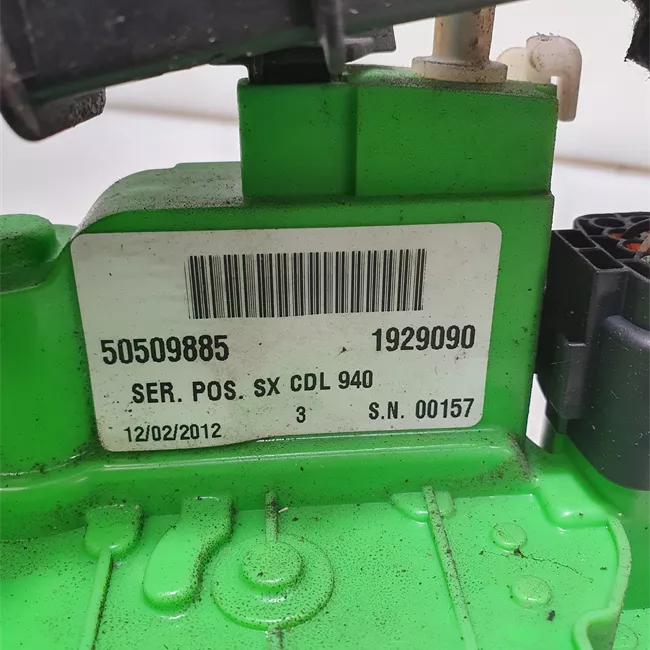 50509885 1929090
SER. POS. SX CDL 940
3 S.N. 00157
12/02/2012